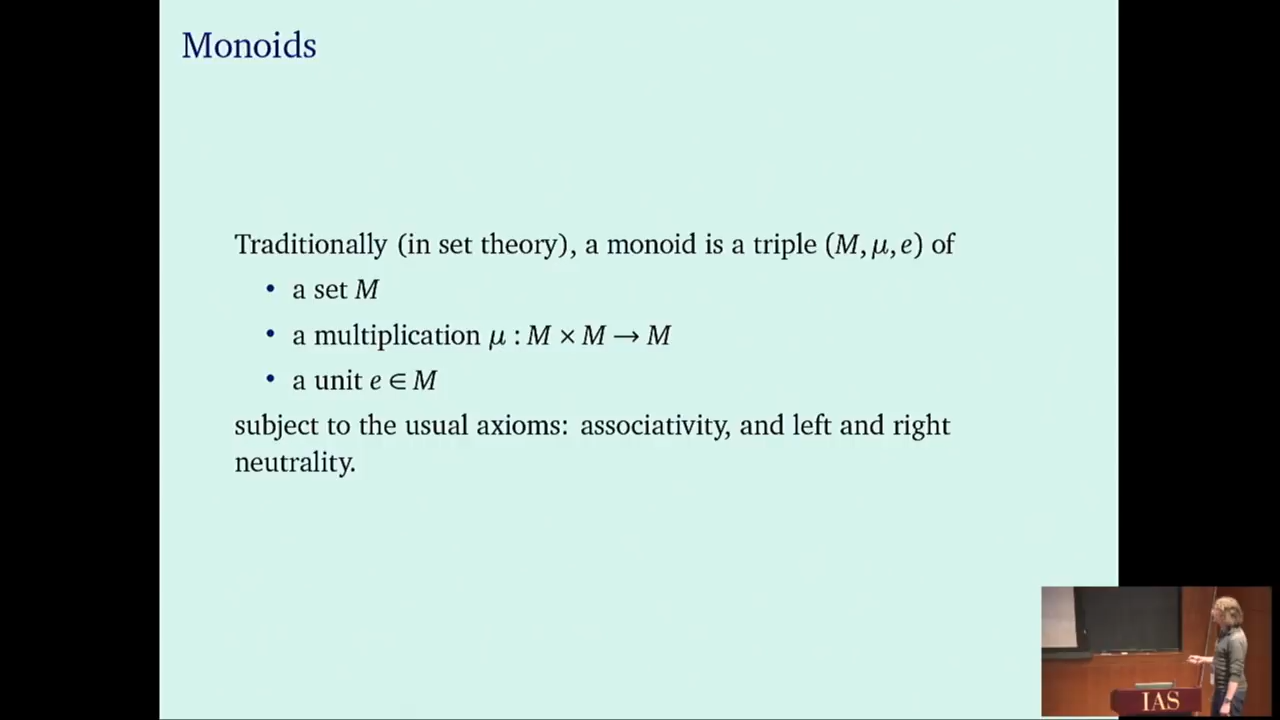 Monoids
Traditionally (in set theory), a monoid is a triple (M, μ, e) of
• a set M
• a multiplication μ : M × M → M
• a unit e ∈ M
subject to the usual axioms: associativity, and left and right
neutrality.
IAS